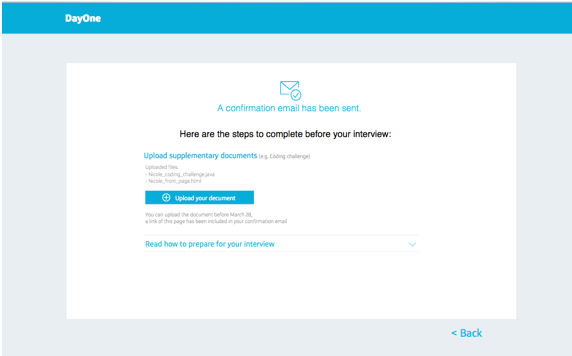 DayOne
A confirmation email has been sent.
Here are the steps to complete before your interview:
Upload supplementary documents (e.g. Coding challenge)
Uploaded files:
- Nicole_coding_challenge.java
- Nicole_front_page.html
Upload your document
You can upload the document before March 28,
a link of this page has been included in your confirmation email.
Read how to prepare for your interview
< Back